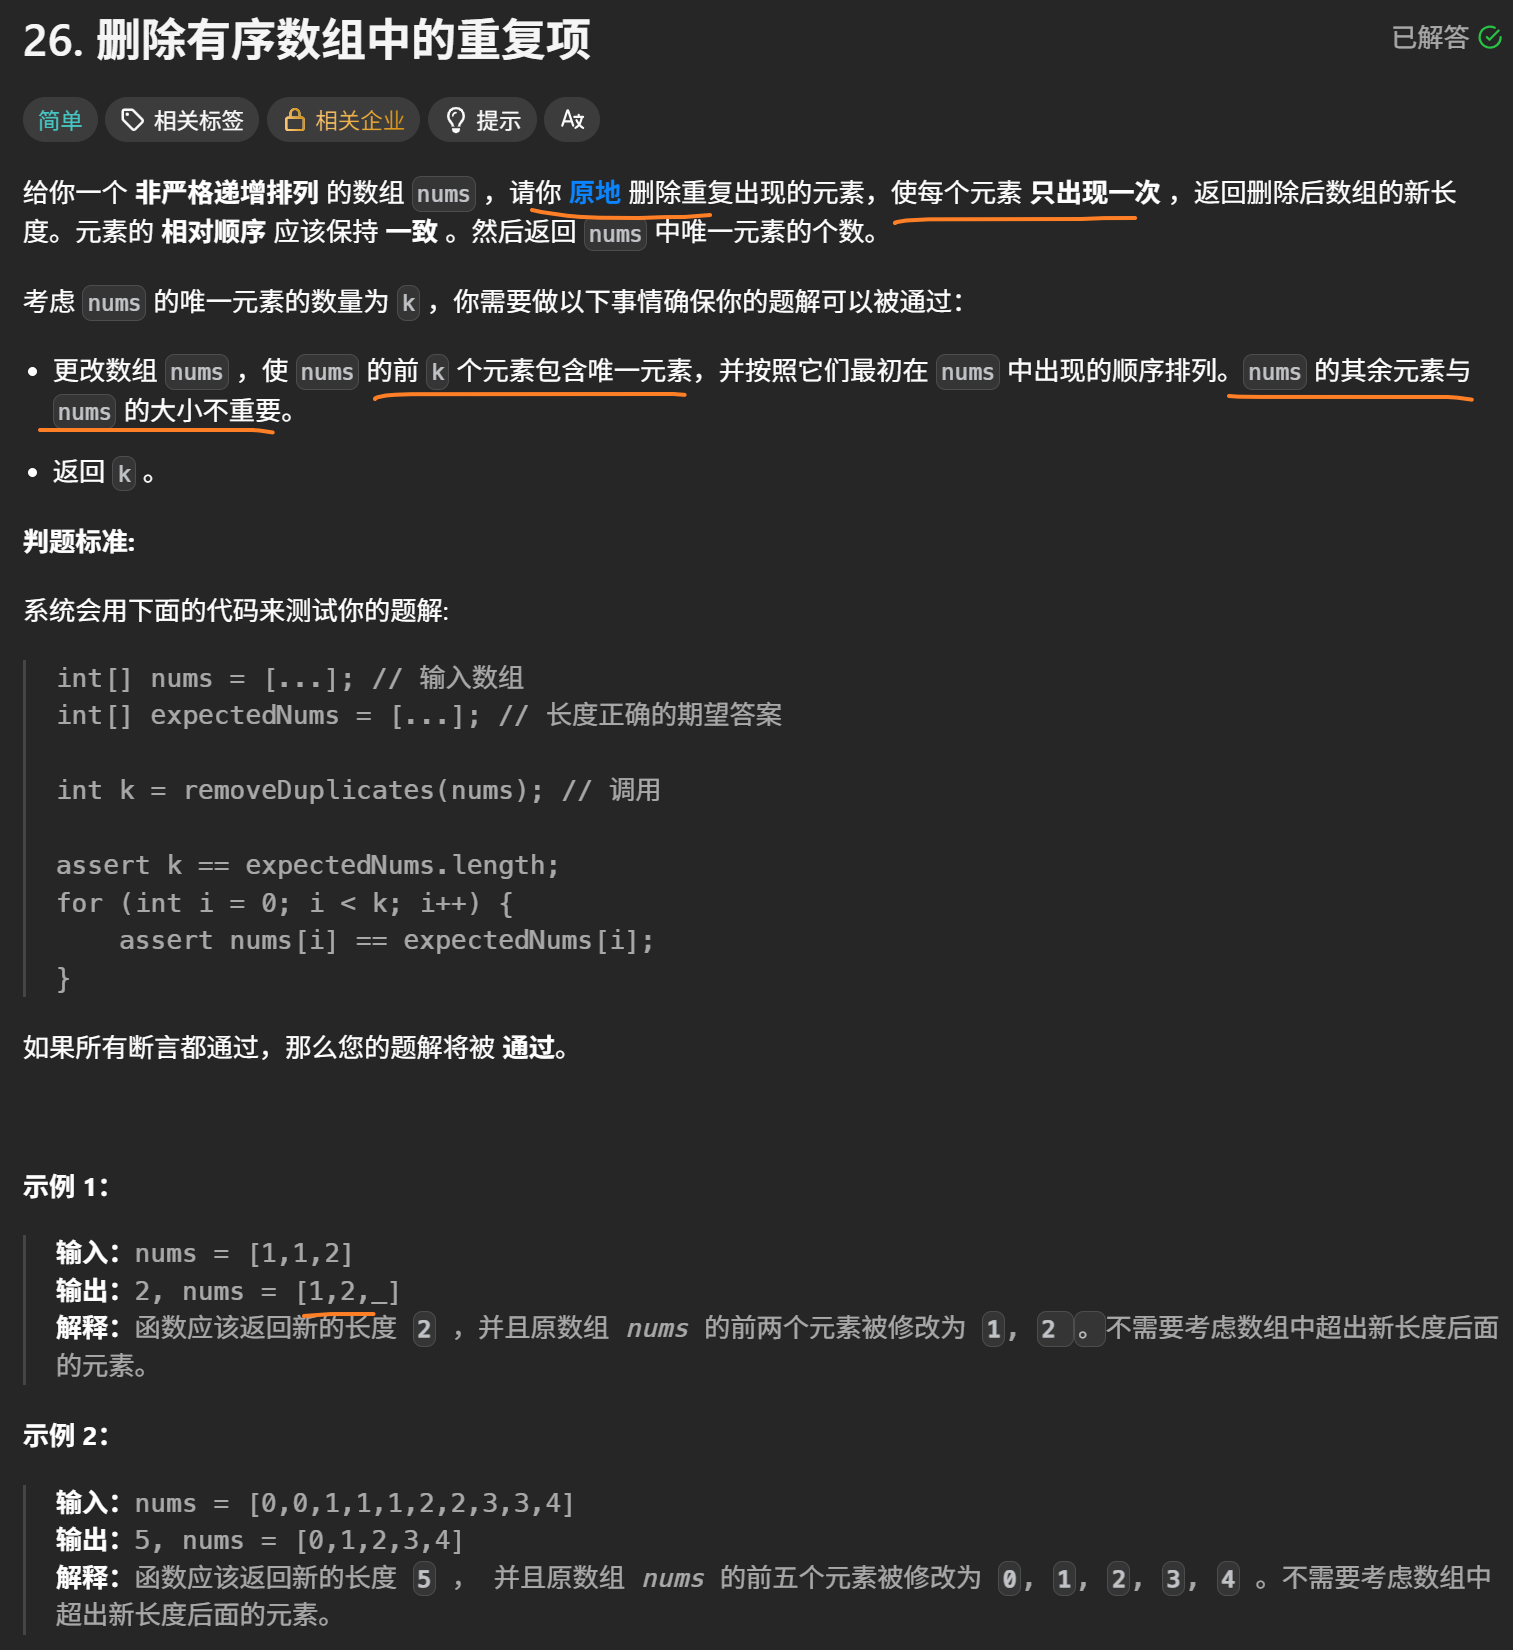 26. 删除有序数组中的重复项
已解答
简单 相关标签 相关企业 提示
给你一个 非严格递增排列 的数组 nums ，请你 原地 删除重复出现的元素，使每个元素 只出现一次 ，返回删除后数组的新长
度。元素的 相对顺序 应该保持 一致 。然后返回 nums 中唯一元素的个数。
考虑 nums 的唯一元素的数量为 k ，你需要做以下事情确保你的题解可以被通过：
• 更改数组 nums ，使 nums 的前 k 个元素包含唯一元素，并按照它们最初在 nums 中出现的顺序排列。nums 的其余元素与
nums 的大小不重要。
• 返回 k 。
判题标准:
系统会用下面的代码来测试你的题解:
int[] nums = [...]; // 输入数组
int[] expectedNums = [...]; // 长度正确的期望答案
int k = removeDuplicates(nums); // 调用
assert k == expectedNums.length;
for (int i = 0; i < k; i++) {
    assert nums[i] == expectedNums[i];
}
如果所有断言都通过，那么您的题解将被 通过。
示例 1：
输入：nums = [1,1,2]
输出：2, nums = [1,2,_]
解释：函数应该返回新的长度 2 ，并且原数组 nums 的前两个元素被修改为 1, 2 。不需要考虑数组中超出新长度后面
的元素。
示例 2：
输入：nums = [0,0,1,1,1,2,2,3,3,4]
输出：5, nums = [0,1,2,3,4]
解释：函数应该返回新的长度 5 ， 并且原数组 nums 的前五个元素被修改为 0, 1, 2, 3, 4 。不需要考虑数组中
超出新长度后面的元素。